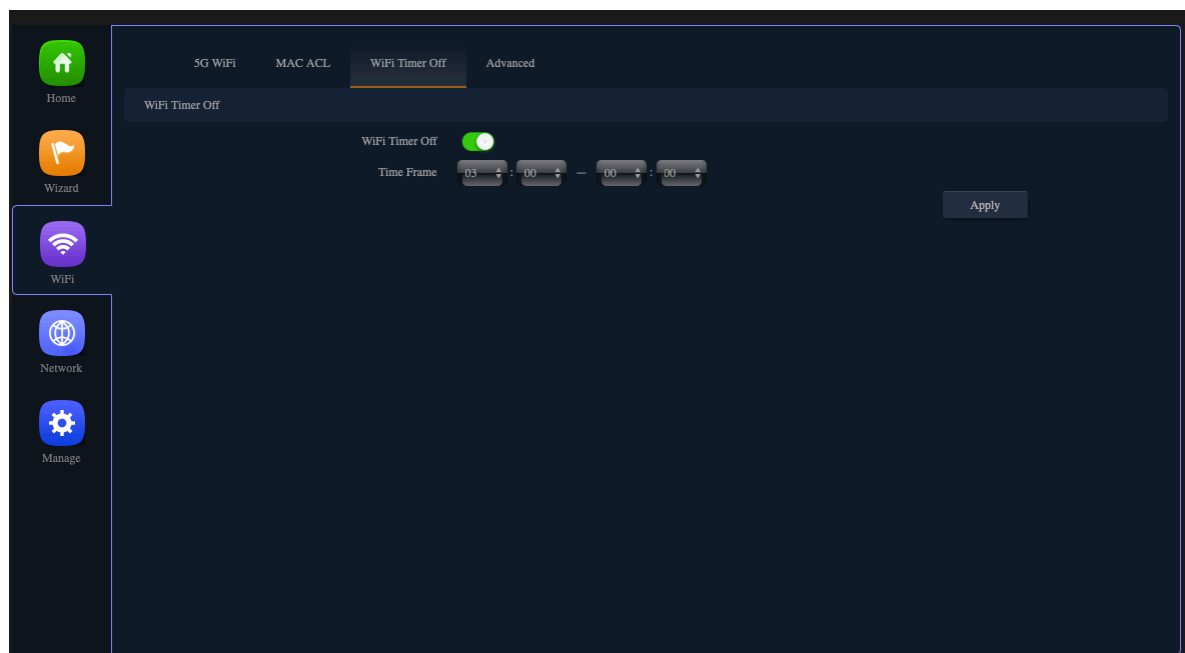 Home
Wizard
WiFi
Network
Manage
5G WiFi MAC ACL WiFi Timer Off Advanced
WiFi Timer Off
WiFi Timer Off
Time Frame 03 : 00 — 00 : 00
Apply